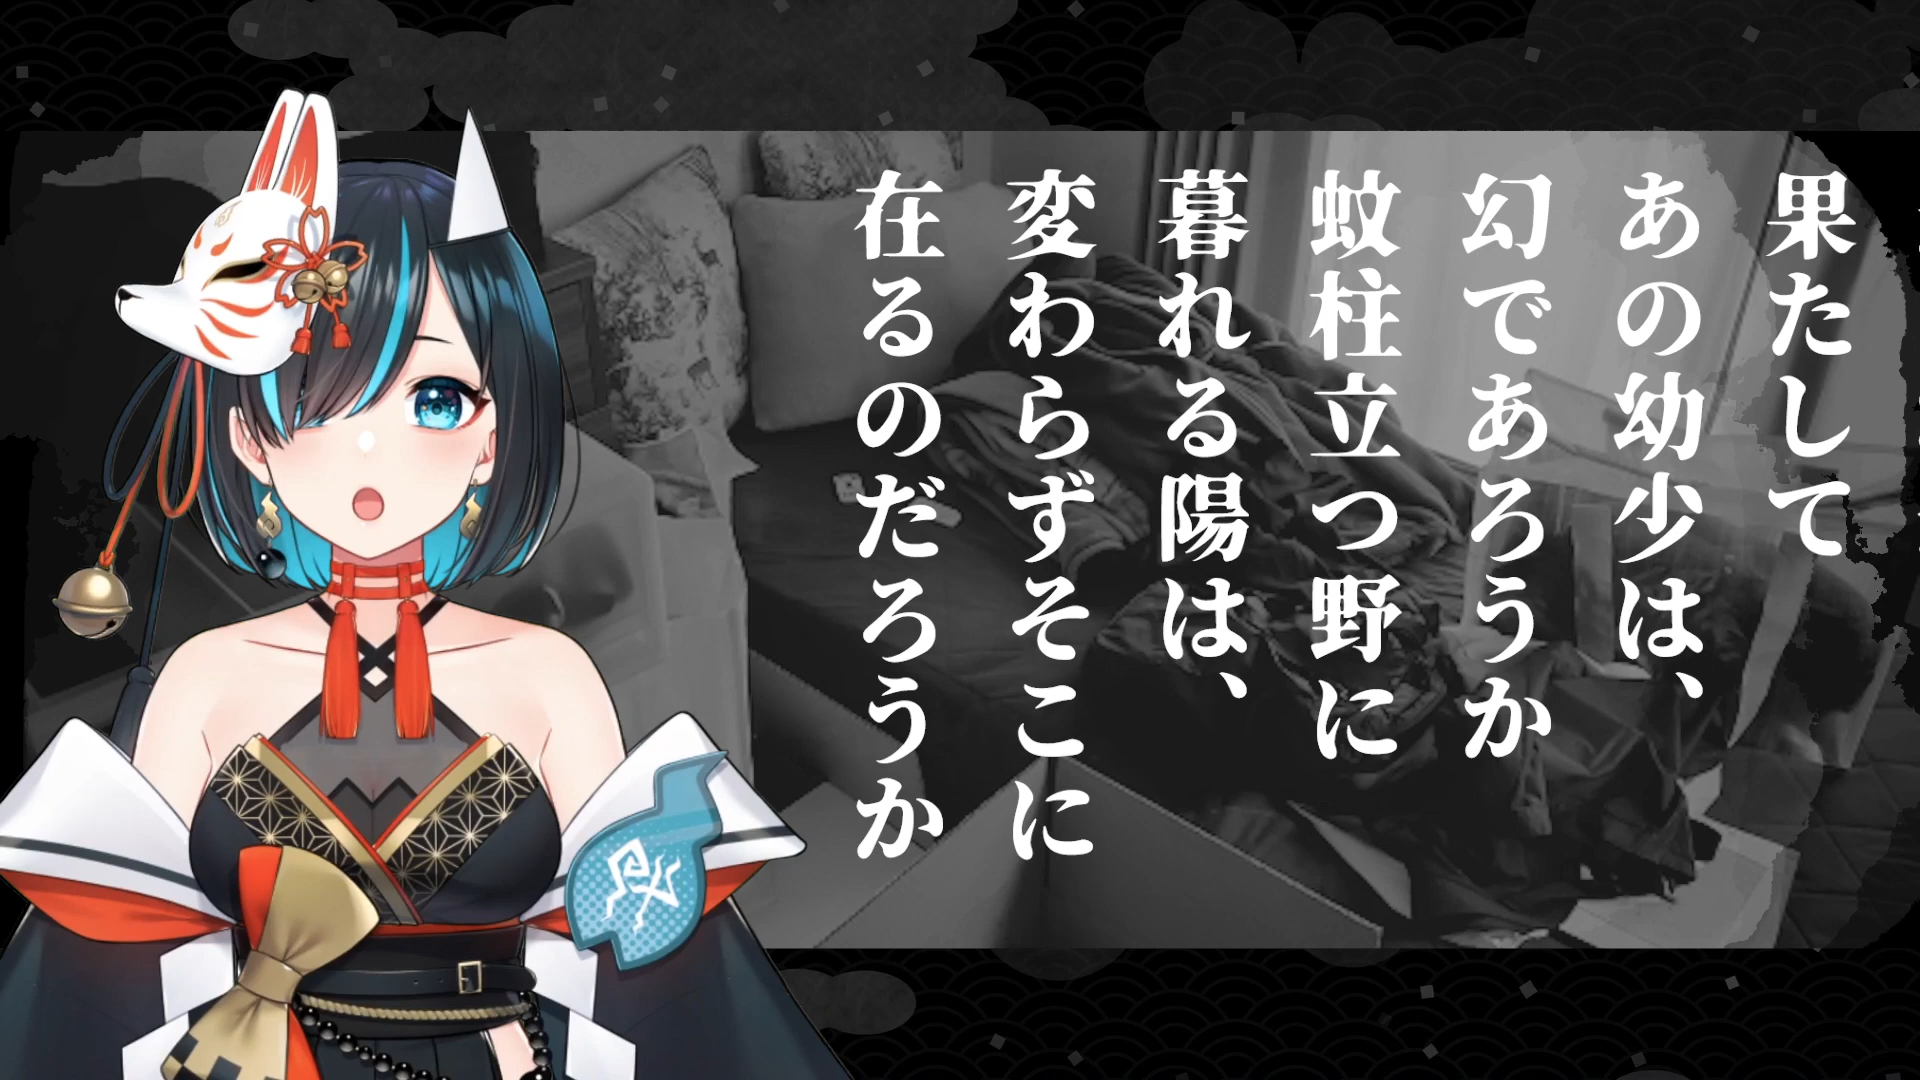 果たして
あの幼少は、
幻であろうか
蚊柱立つ野に
暮れる陽は、
変わらずそこに
在るのだろうか